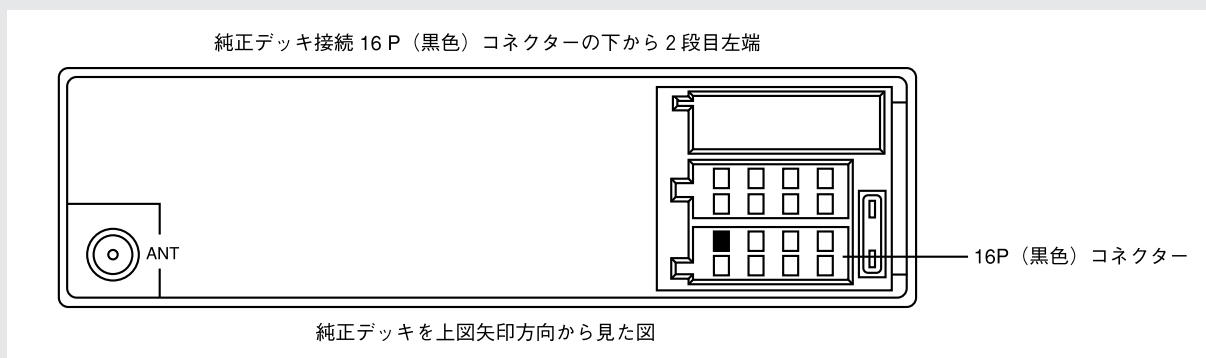 純正デッキ接続 16 P（黒色）コネクターの下から 2 段目左端
ANT
16P（黒色）コネクター
純正デッキを上図矢印方向から見た図